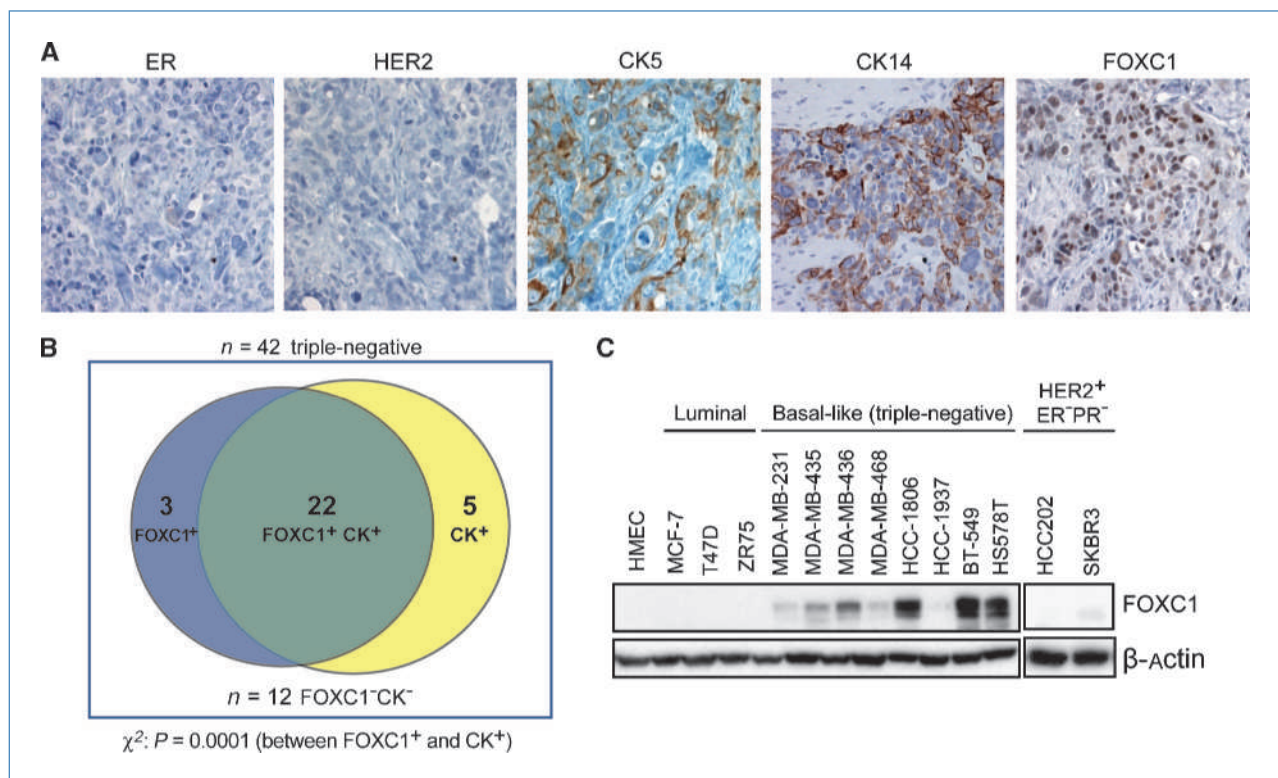 A
ER
HER2
CK5
CK14
FOXC1
B
n = 42 triple-negative
3
FOXC1⁺
22
FOXC1⁺ CK⁺
5
CK⁺
n = 12 FOXC1⁻CK⁻
χ²: P = 0.0001 (between FOXC1⁺ and CK⁺)
C
Luminal
Basal-like (triple-negative)
HER2⁺
ER⁻PR⁻
HMEC
MCF-7
T47D
ZR75
MDA-MB-231
MDA-MB-435
MDA-MB-436
MDA-MB-468
HCC-1806
HCC-1937
BT-549
HS578T
HCC202
SKBR3
FOXC1
β-Actin